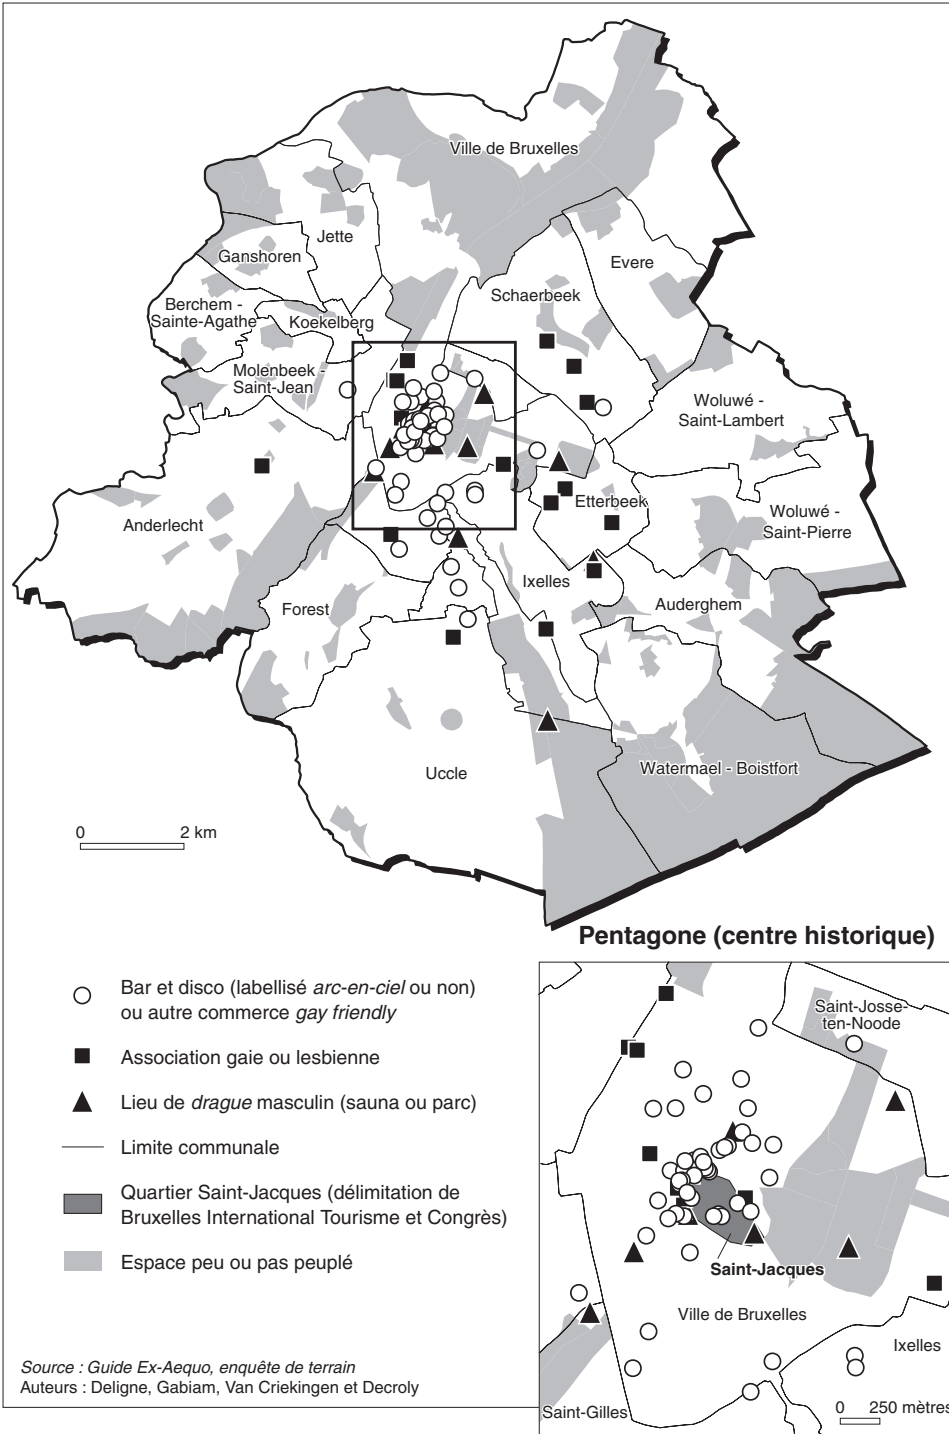 Ville de Bruxelles
Jette
Ganshoren
Evere
Schaerbeek
Berchem -
Sainte-Agathe
Koekelberg
Molenbeek -
Saint-Jean
Woluwé -
Saint-Lambert
Anderlecht
Etterbeek
Woluwé -
Saint-Pierre
Ixelles
Forest
Auderghem
Uccle
Watermael - Boistfort
0 2 km
Pentagone (centre historique)
Bar et disco (labellisé arc-en-ciel ou non)
ou autre commerce gay friendly
Association gaie ou lesbienne
Lieu de drague masculin (sauna ou parc)
Limite communale
Quartier Saint-Jacques (délimitation de
Bruxelles International Tourisme et Congrès)
Espace peu ou pas peuplé
Source : Guide Ex-Aequo, enquête de terrain
Auteurs : Deligne, Gabiam, Van Criekingen et Decroly
Saint-Josse-
ten-Noode
Saint-Jacques
Ville de Bruxelles
Ixelles
Saint-Gilles
0 250 mètres